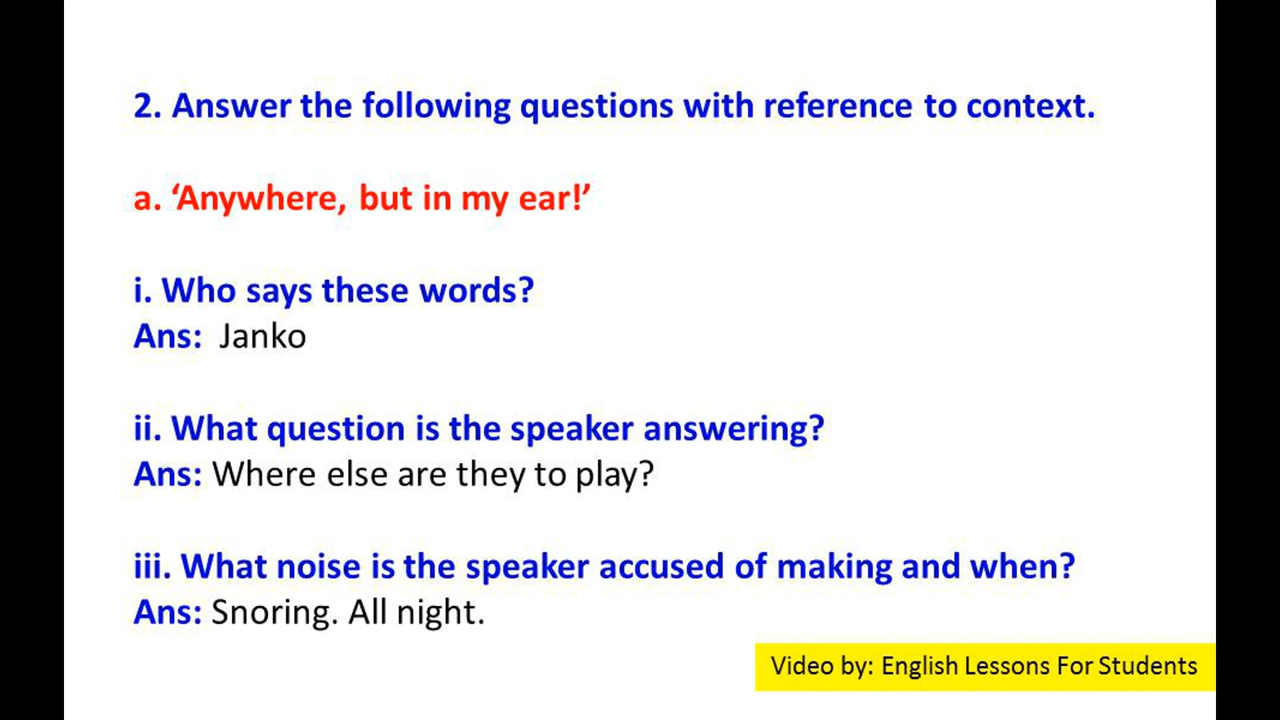 2. Answer the following questions with reference to context.
a. ‘Anywhere, but in my ear!’
i. Who says these words?
Ans: Janko
ii. What question is the speaker answering?
Ans: Where else are they to play?
iii. What noise is the speaker accused of making and when?
Ans: Snoring. All night.
Video by: English Lessons For Students